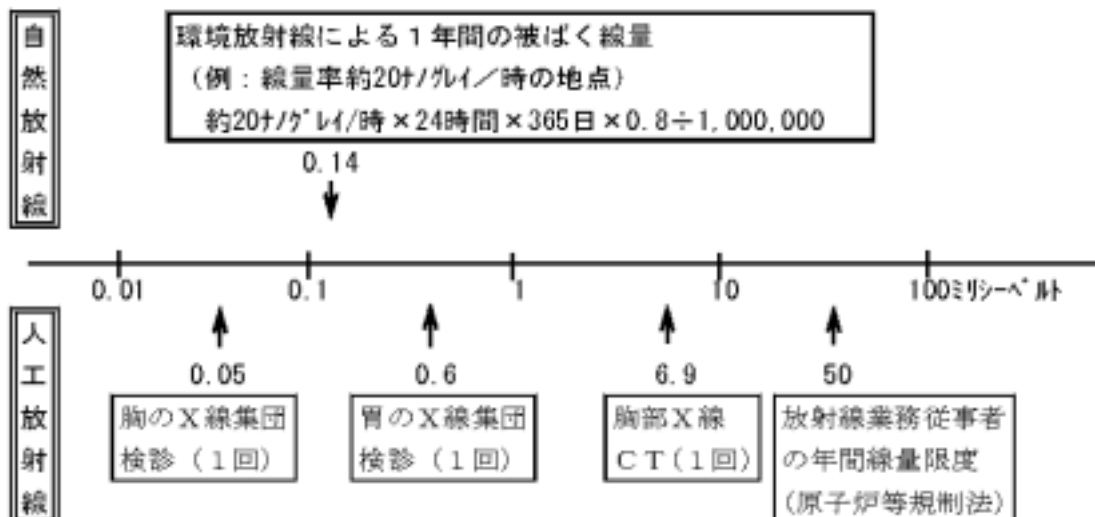 自然放射線
環境放射線による1年間の被ばく線量
(例:線量率約20ナノグレイ/時の地点)
約20ナノグレイ/時×24時間×365日×0.8÷1,000,000
0.14
0.01
0.1
1
10
100ミリシーベルト
人工放射線
0.05
胸のX線集団
検診(1回)
0.6
胃のX線集団
検診(1回)
6.9
胸部X線
CT(1回)
50
放射線業務従事者
の年間線量限度
(原子炉等規制法)